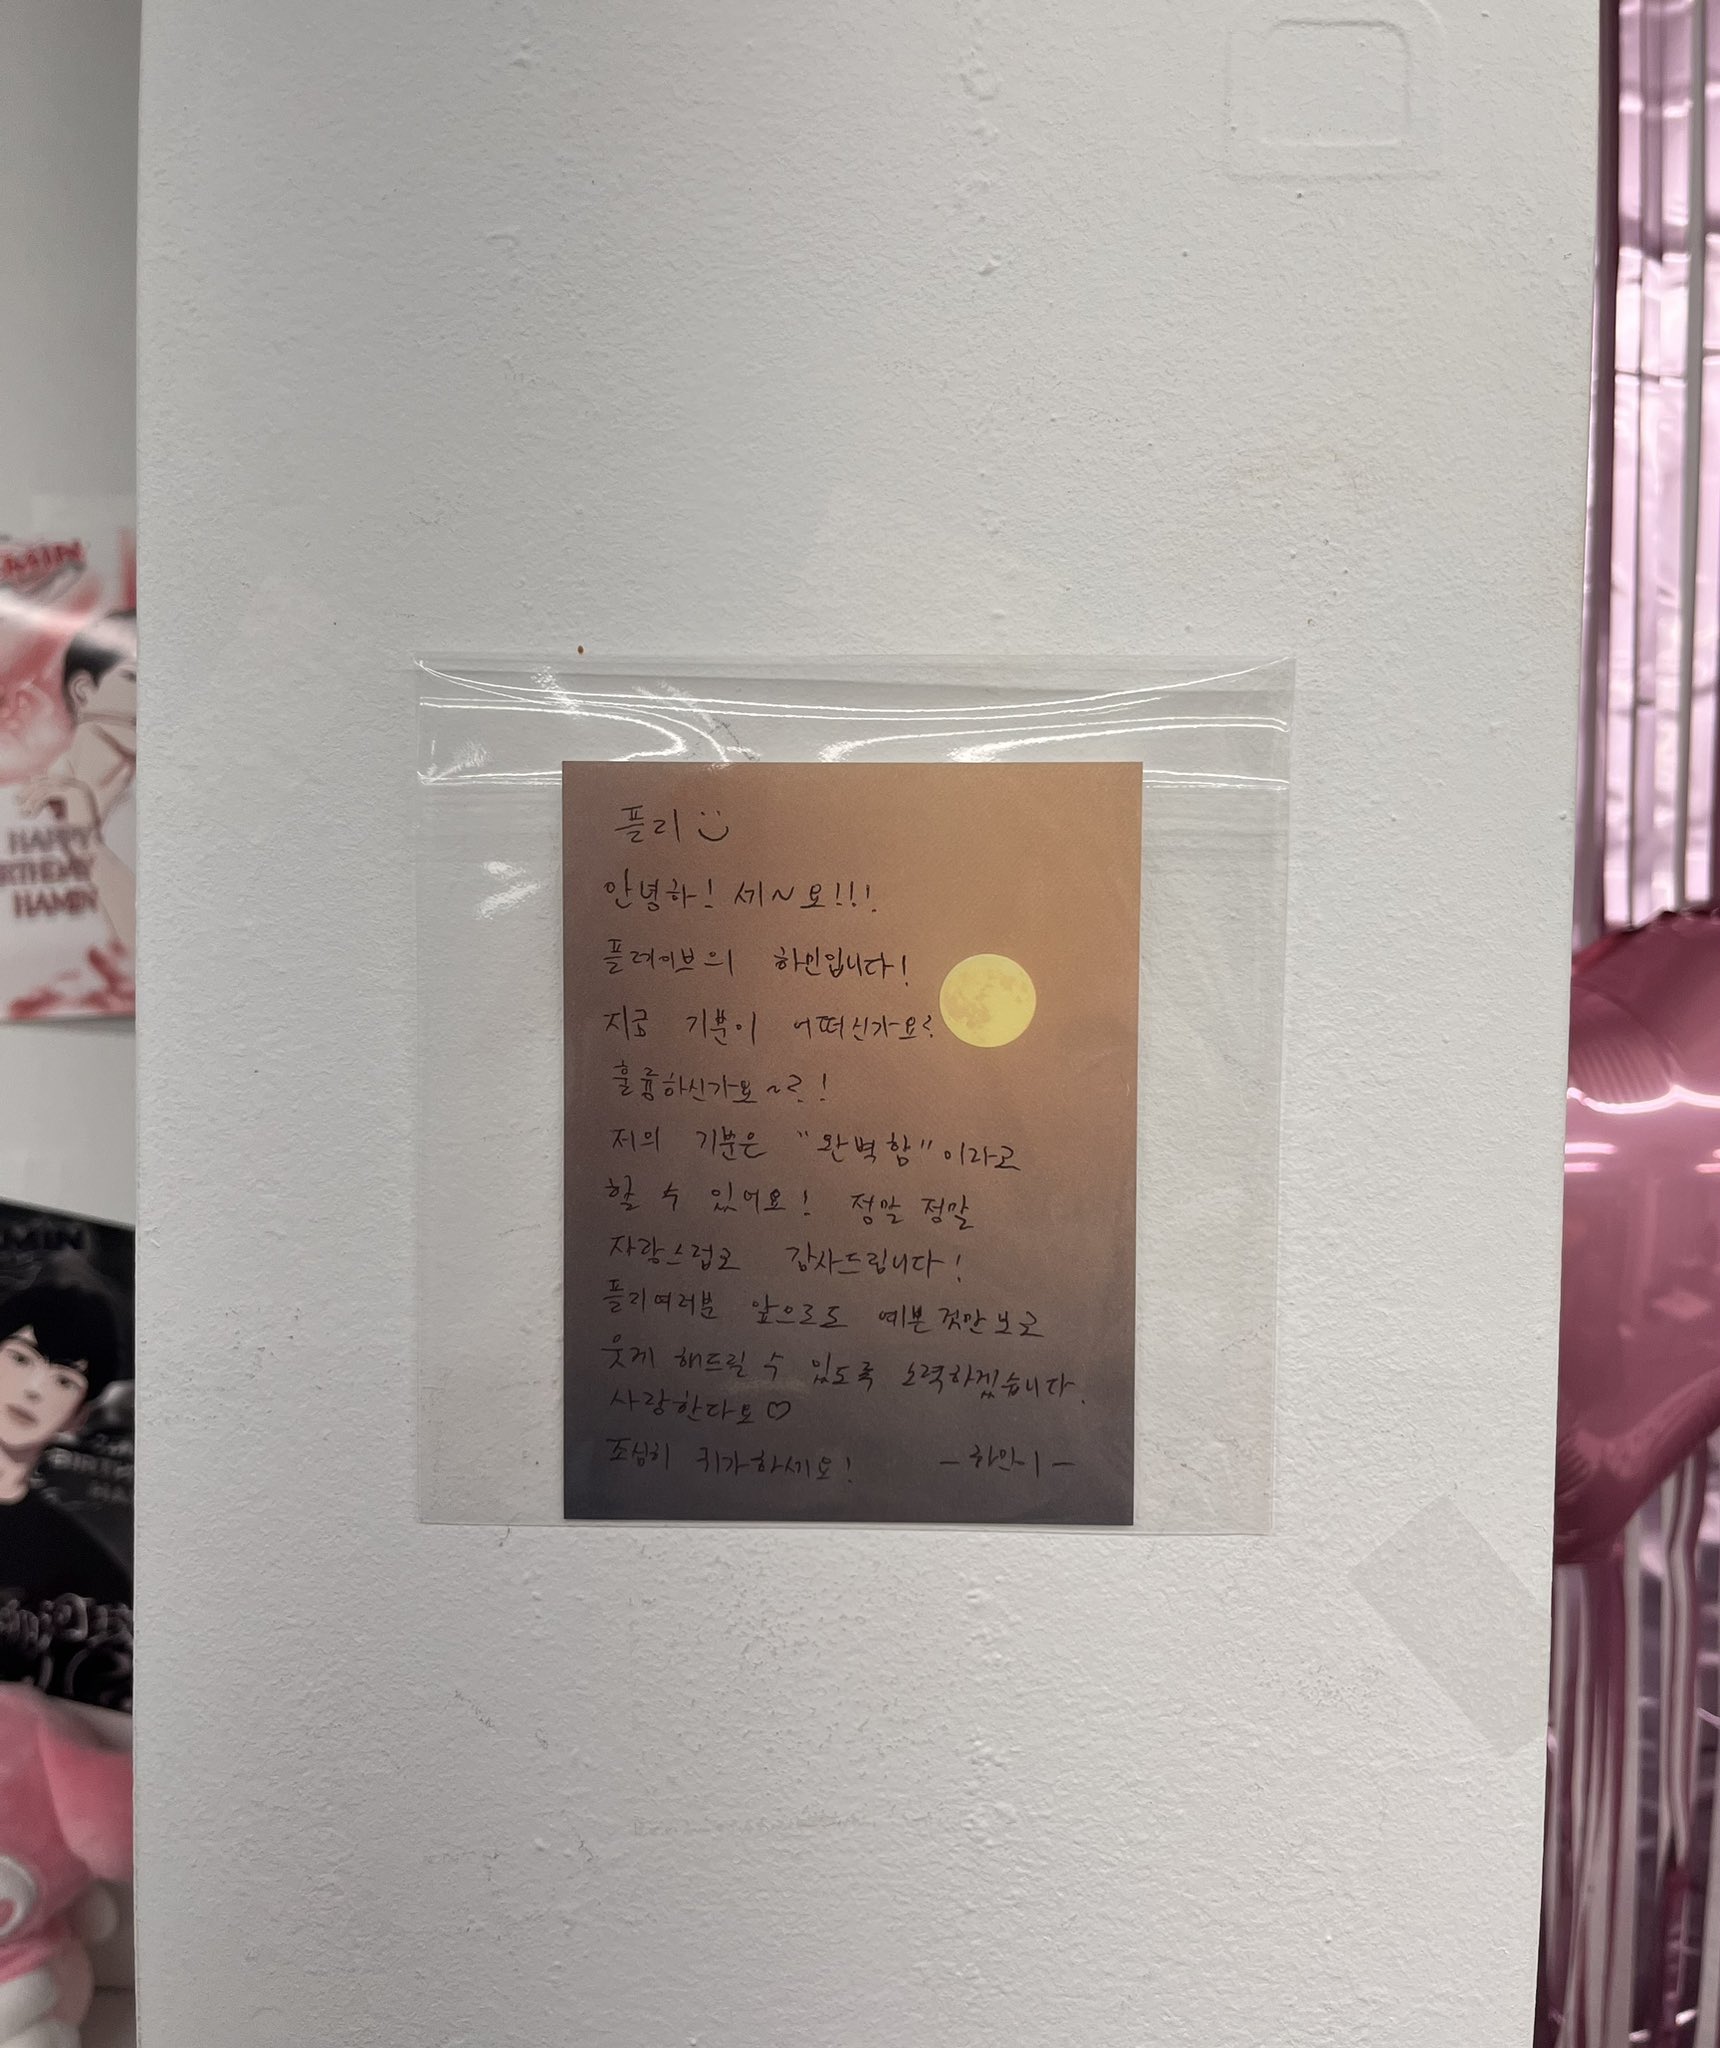 플리
안녕하! 세~요!!!
플레이브의 하민입니다!
지금 기분이 어떠신가요?
훌륭하신가요~?!
저의 기분은 "완벽함"이라고
할 수 있어요! 정말 정말
자랑스럽고 감사드립니다!
플리여러분 앞으로도 예쁜것만 보고
웃게 해드릴 수 있도록 노력하겠습니다.
사랑한다요♡
조심히 귀가하세요! -하민이-
HAPPY
BIRTHDAY
HAMIN